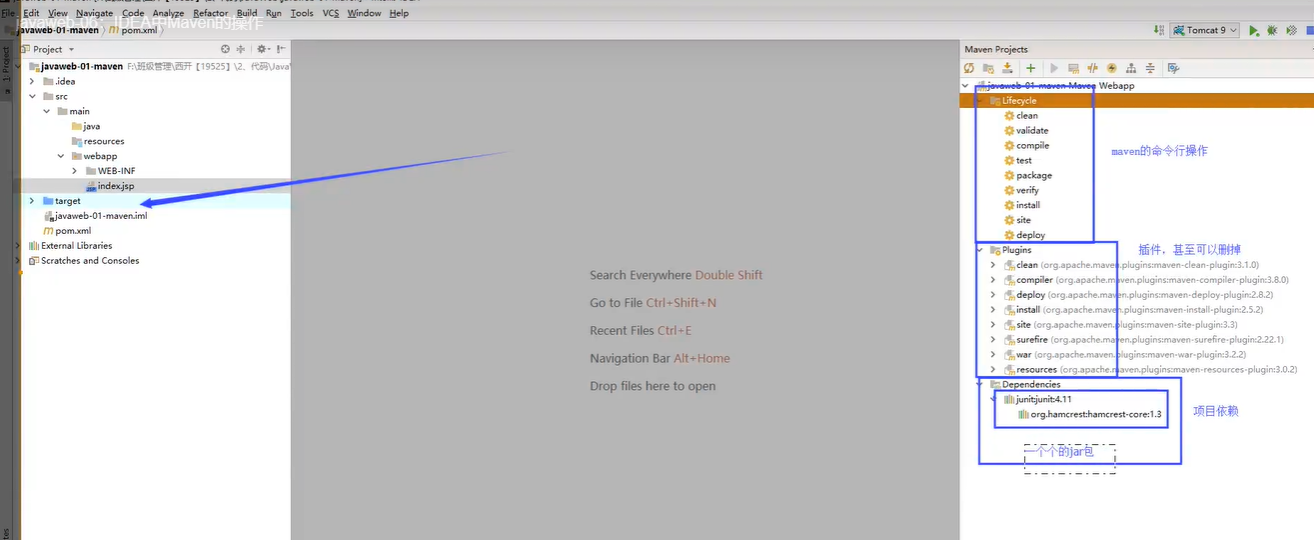 javaweb-06：IDEA中Maven的操作
File Edit View Navigate Code Analyze Refactor Build Run Tools VCS Window Help
javaweb-01-maven pom.xml
Tomcat 9
1: Project
Project
javaweb-01-maven F:\班级管理\西开【19525】\2、代码\JavaW
.idea
src
main
java
resources
webapp
WEB-INF
index.jsp
target
javaweb-01-maven.iml
pom.xml
External Libraries
Scratches and Consoles
Search Everywhere Double Shift
Go to File Ctrl+Shift+N
Recent Files Ctrl+E
Navigation Bar Alt+Home
Drop files here to open
Maven Projects
javaweb-01-maven Maven Webapp
Lifecycle
clean
validate
compile
test
package
verify
install
site
deploy
maven的命令行操作
Plugins
插件，甚至可以删掉
clean (org.apache.maven.plugins:maven-clean-plugin:3.1.0)
compiler (org.apache.maven.plugins:maven-compiler-plugin:3.8.0)
deploy (org.apache.maven.plugins:maven-deploy-plugin:2.8.2)
install (org.apache.maven.plugins:maven-install-plugin:2.5.2)
site (org.apache.maven.plugins:maven-site-plugin:3.3)
surefire (org.apache.maven.plugins:maven-surefire-plugin:2.22.1)
war (org.apache.maven.plugins:maven-war-plugin:3.2.2)
resources (org.apache.maven.plugins:maven-resources-plugin:3.0.2)
Dependencies
junit:junit:4.11
org.hamcrest:hamcrest-core:1.3
项目依赖
一个个的jar包